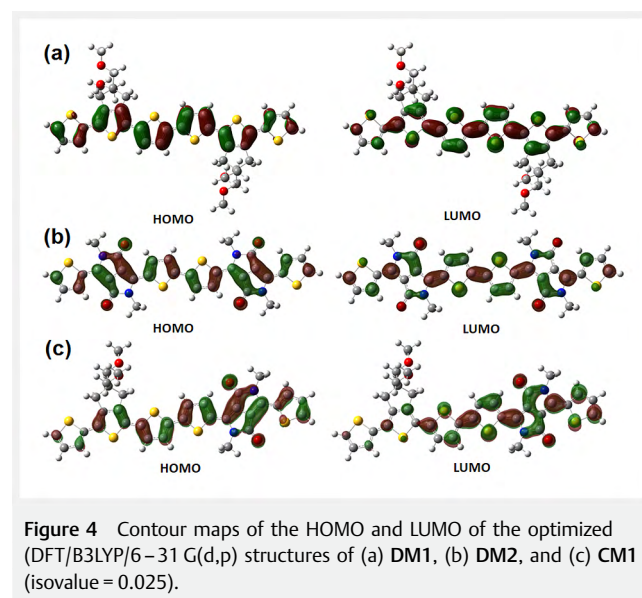 (a)
HOMO
LUMO
(b)
HOMO
LUMO
(c)
HOMO
LUMO
Figure 4 Contour maps of the HOMO and LUMO of the optimized
(DFT/B3LYP/6–31 G(d,p) structures of (a) DM1, (b) DM2, and (c) CM1
(isovalue = 0.025).